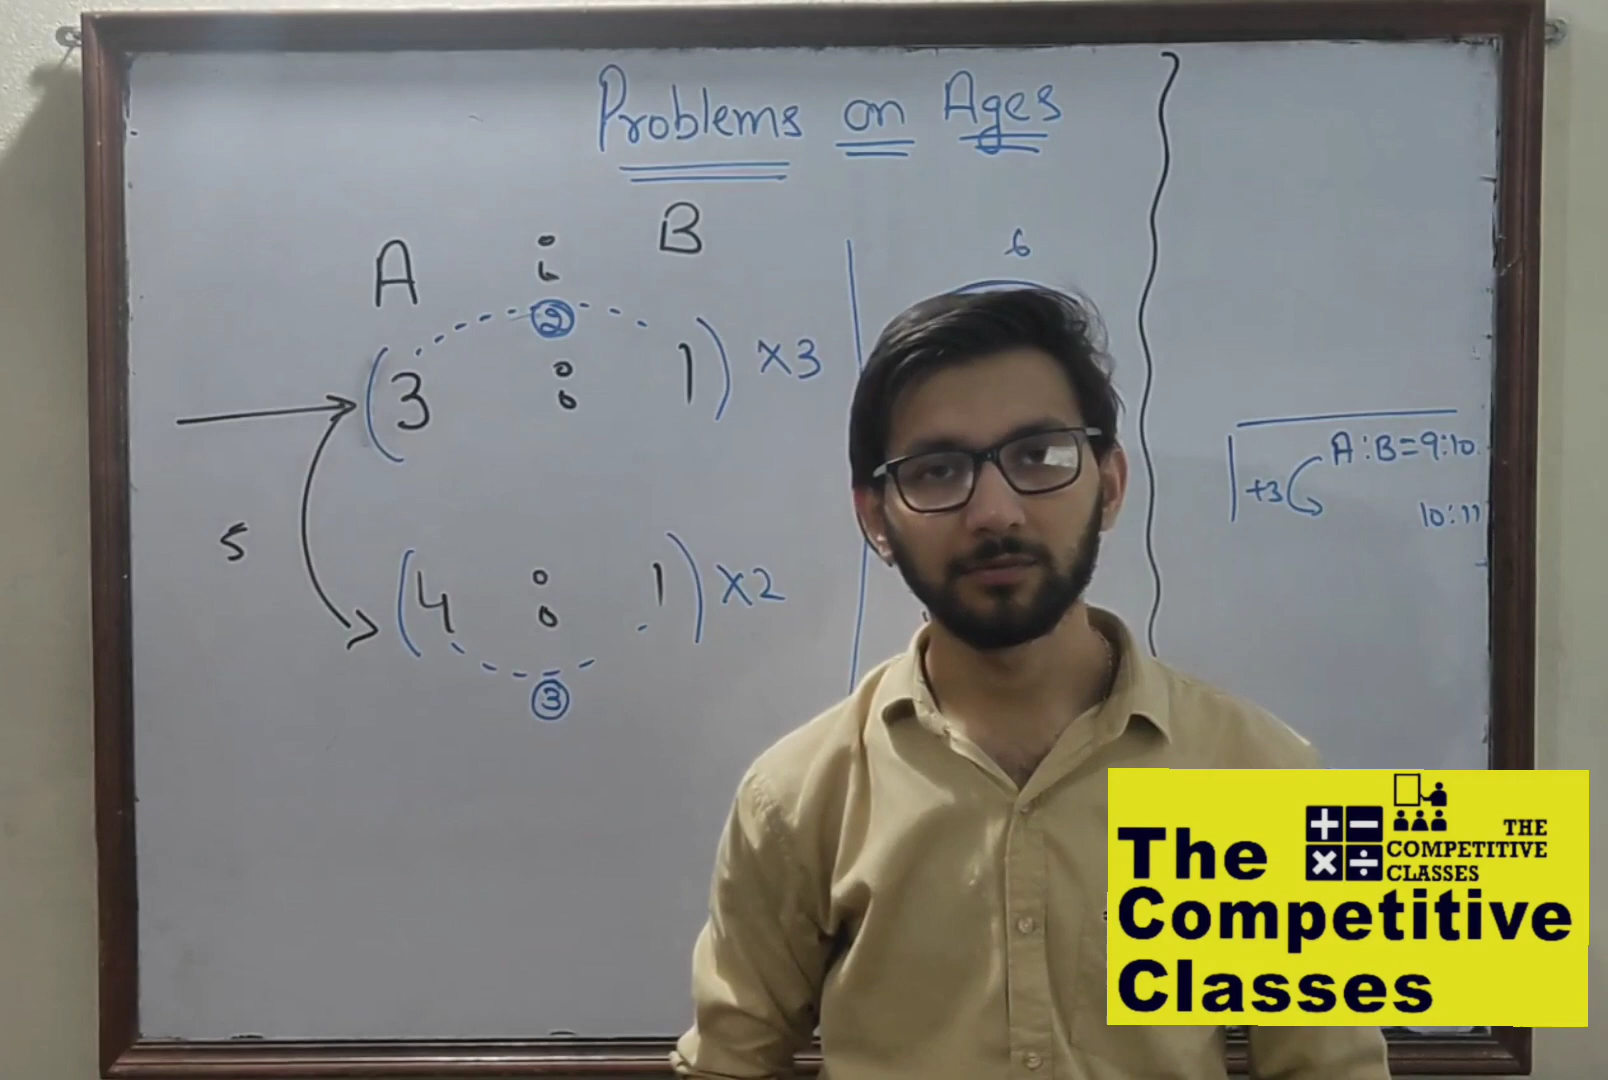 Problems on Ages
A : B
2
(3 : 1) ×3
5
(4 : 1) ×2
3
6
A:B=9:10
+3
10:11
THE
COMPETITIVE
CLASSES
The
Competitive
Classes